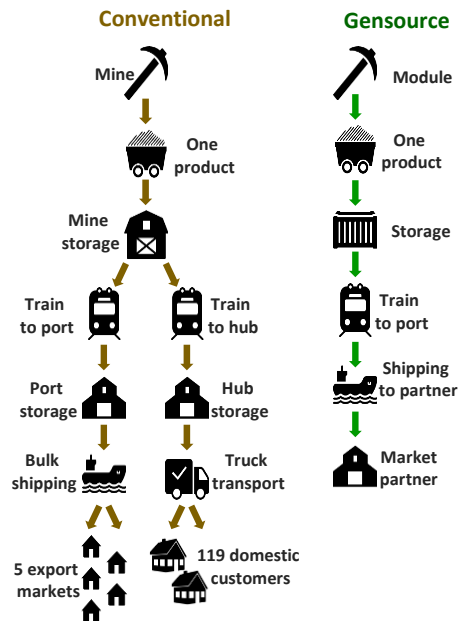 Conventional
Mine
One
product
Mine
storage
Train
to port
Train
to hub
Port
storage
Hub
storage
Bulk
shipping
Truck
transport
5 export
markets
119 domestic
customers
Gensource
Module
One
product
Storage
Train
to port
Shipping
to partner
Market
partner